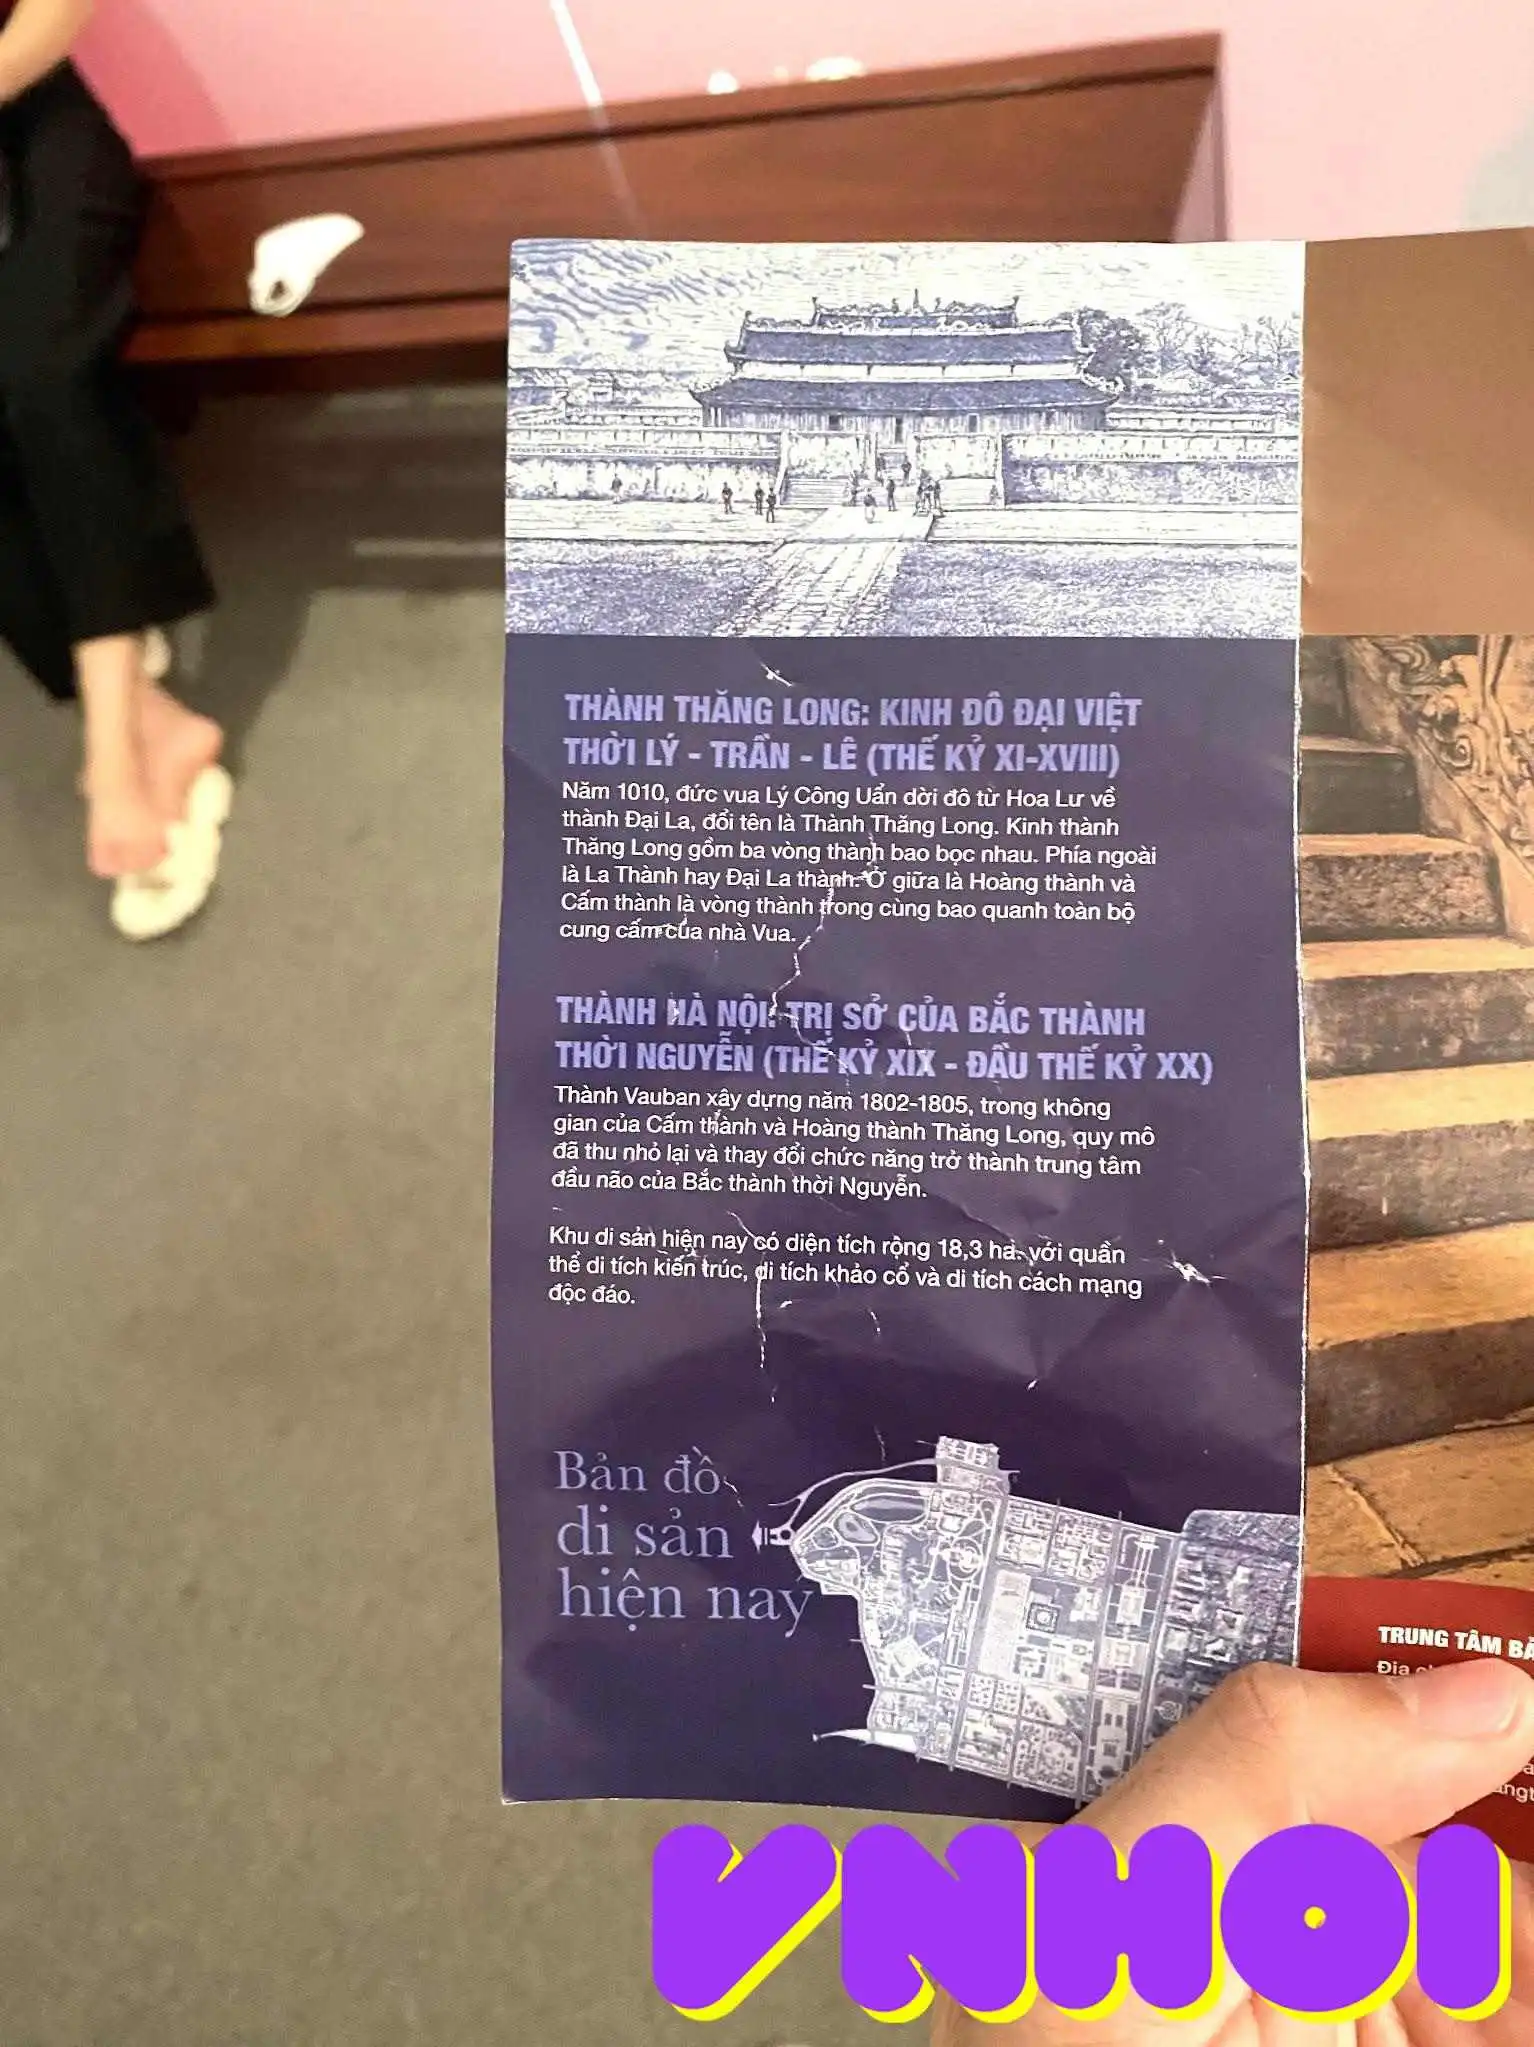 THÀNH THĂNG LONG: KINH ĐÔ ĐẠI VIỆT
THỜI LÝ - TRẦN - LÊ (THẾ KỶ XI-XVIII)
Năm 1010, đức vua Lý Công Uẩn dời đô từ Hoa Lư về
thành Đại La, đổi tên là Thành Thăng Long. Kinh thành
Thăng Long gồm ba vòng thành bao bọc nhau. Phía ngoài
là La Thành hay Đại La thành. Ở giữa là Hoàng thành và
Cấm thành là vòng thành trong cùng bao quanh toàn bộ
cung cấm của nhà Vua.
THÀNH HÀ NỘI: TRỊ SỞ CỦA BẮC THÀNH
THỜI NGUYỄN (THẾ KỶ XIX - ĐẦU THẾ KỶ XX)
Thành Vauban xây dựng năm 1802-1805, trong không
gian của Cấm thành và Hoàng thành Thăng Long, quy mô
đã thu nhỏ lại và thay đổi chức năng trở thành trung tâm
đầu não của Bắc thành thời Nguyễn.
Khu di sản hiện nay có diện tích rộng 18,3 ha. với quần
thể di tích kiến trúc, di tích khảo cổ và di tích cách mạng
độc đáo.
Bản đồ
di sản
hiện nay
TRUNG TÂM
VNHOI